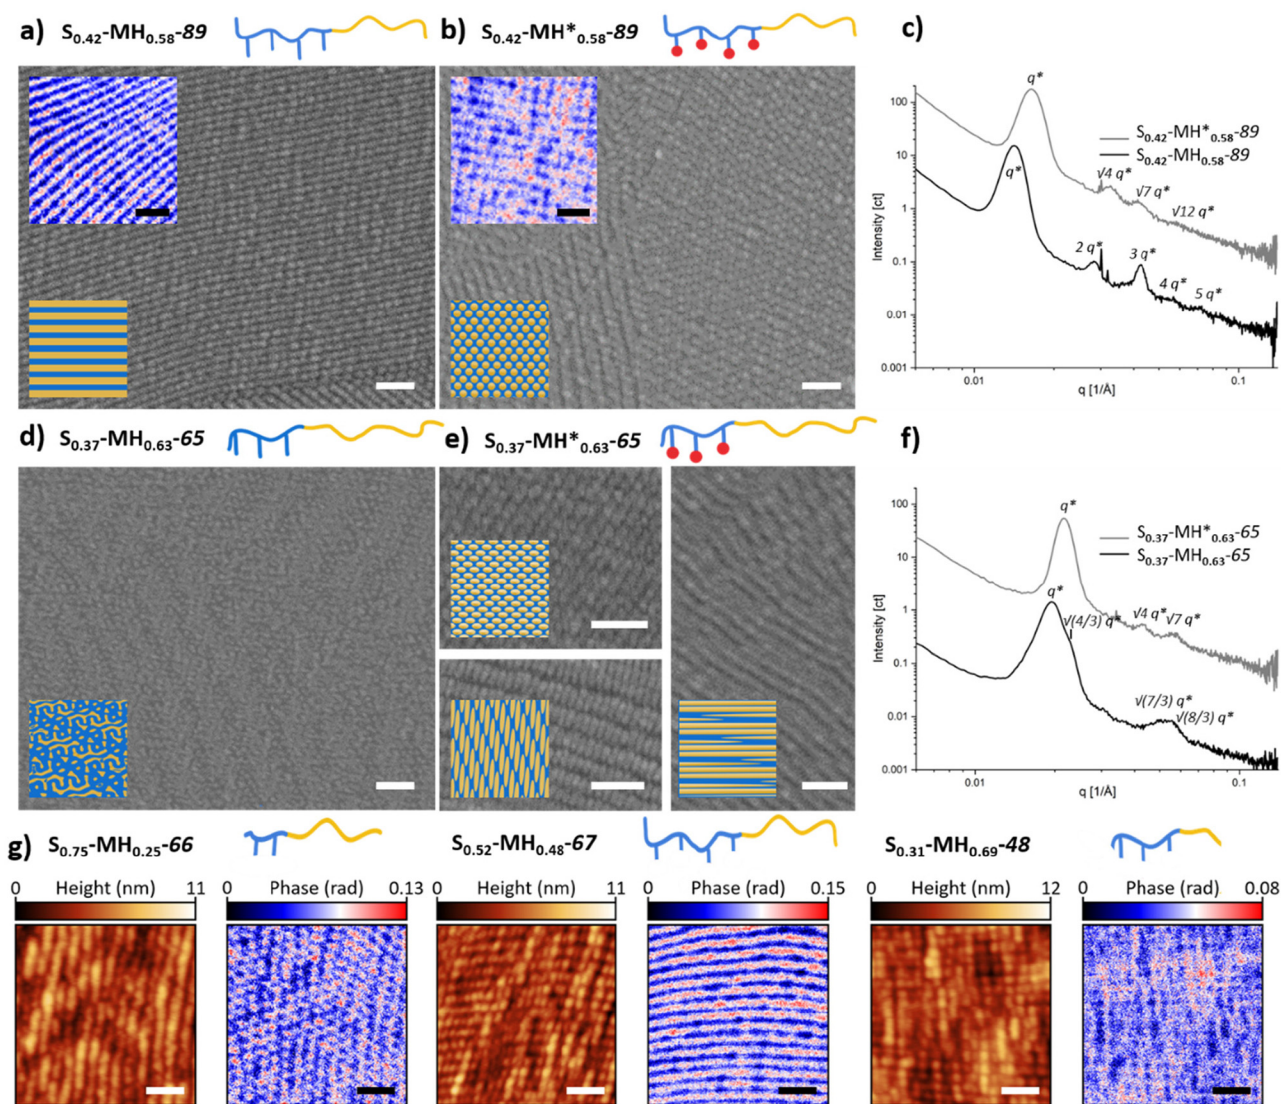 a) S0.42-MH0.58-89
b) S0.42-MH*0.58-89
c)
q*
S0.42-MH*0.58-89
S0.42-MH0.58-89
q*
√4 q*
√7 q*
√12 q*
2 q*
3 q*
4 q*
5 q*
100
10
1
0.1
0.01
0.001
Intensity [ct]
0.01
0.1
q [1/Å]
d) S0.37-MH0.63-65
e) S0.37-MH*0.63-65
f)
q*
S0.37-MH*0.63-65
S0.37-MH0.63-65
q*
√(4/3) q*
√4 q*
√7 q*
√(7/3) q*
√(8/3) q*
100
10
1
0.1
0.01
0.001
Intensity [ct]
0.01
0.1
q [1/Å]
g) S0.75-MH0.25-66
0 Height (nm) 11
0 Phase (rad) 0.13
S0.52-MH0.48-67
0 Height (nm) 11
0 Phase (rad) 0.15
S0.31-MH0.69-48
0 Height (nm) 12
0 Phase (rad) 0.08